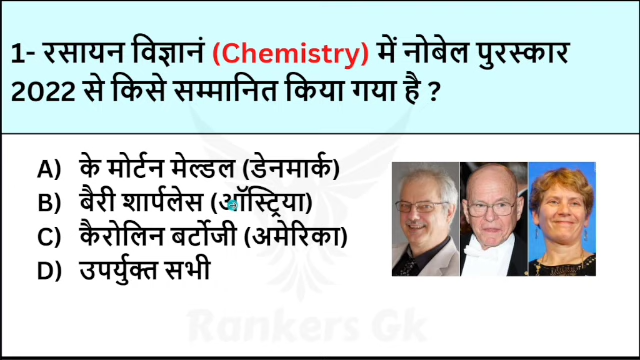 1- रसायन विज्ञानं (Chemistry) में नोबेल पुरस्कार
2022 से किसे सम्मानित किया गया है ?
A) के मोर्टन मेल्डल (डेनमार्क)
B) बैरी शार्पलेस (ऑस्ट्रिया)
C) कैरोलिन बर्टोजी (अमेरिका)
D) उपर्युक्त सभी
Rankers Gk